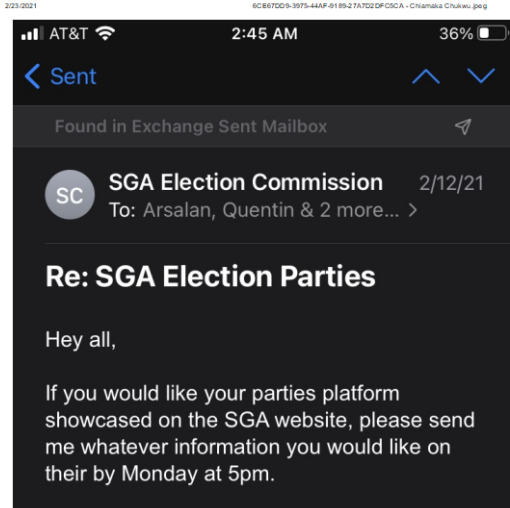 2/23/2021
6CE67DD9-3975-44AF-9189-27A7D2DFC5CA - Chiamaka Chukwu.jpeg
AT&T 2:45 AM 36%
Sent
Found in Exchange Sent Mailbox
SC
SGA Election Commission 2/12/21
To: Arsalan, Quentin & 2 more... >
Re: SGA Election Parties
Hey all,
If you would like your parties platform
showcased on the SGA website, please send
me whatever information you would like on
their by Monday at 5pm.